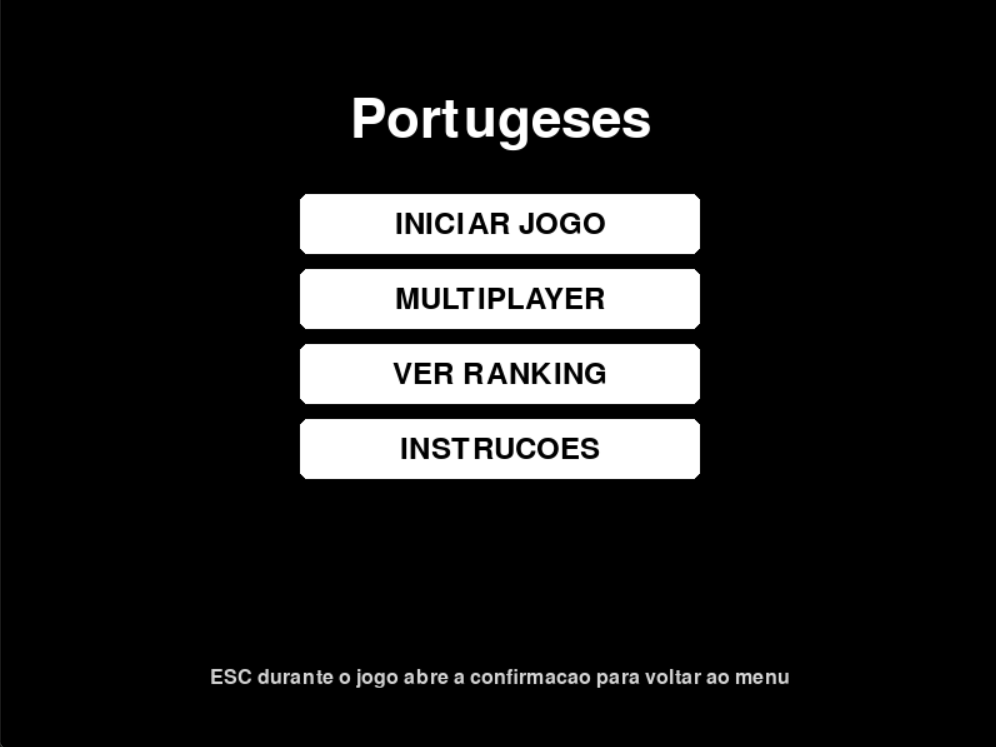 Portugeses
INICIAR JOGO
MULTIPLAYER
VER RANKING
INSTRUCOES
ESC durante o jogo abre a confirmacao para voltar ao menu